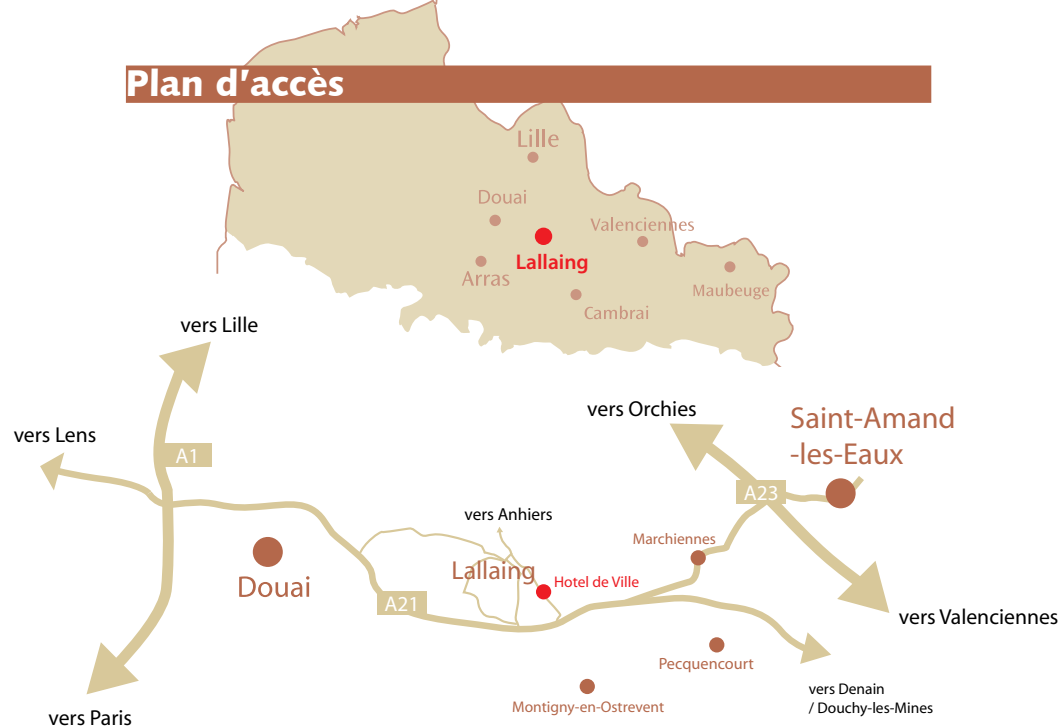 Plan d'accès
Lille
Douai
Valenciennes
Lallaing
Arras
Maubeuge
Cambrai
vers Lille
vers Orchies
Saint-Amand
-les-Eaux
vers Lens
A1
A23
vers Anhiers
Marchiennes
Lallaing
Hotel de Ville
Douai
A21
vers Valenciennes
Pecquencourt
Montigny-en-Ostrevent
vers Denain
/ Douchy-les-Mines
vers Paris